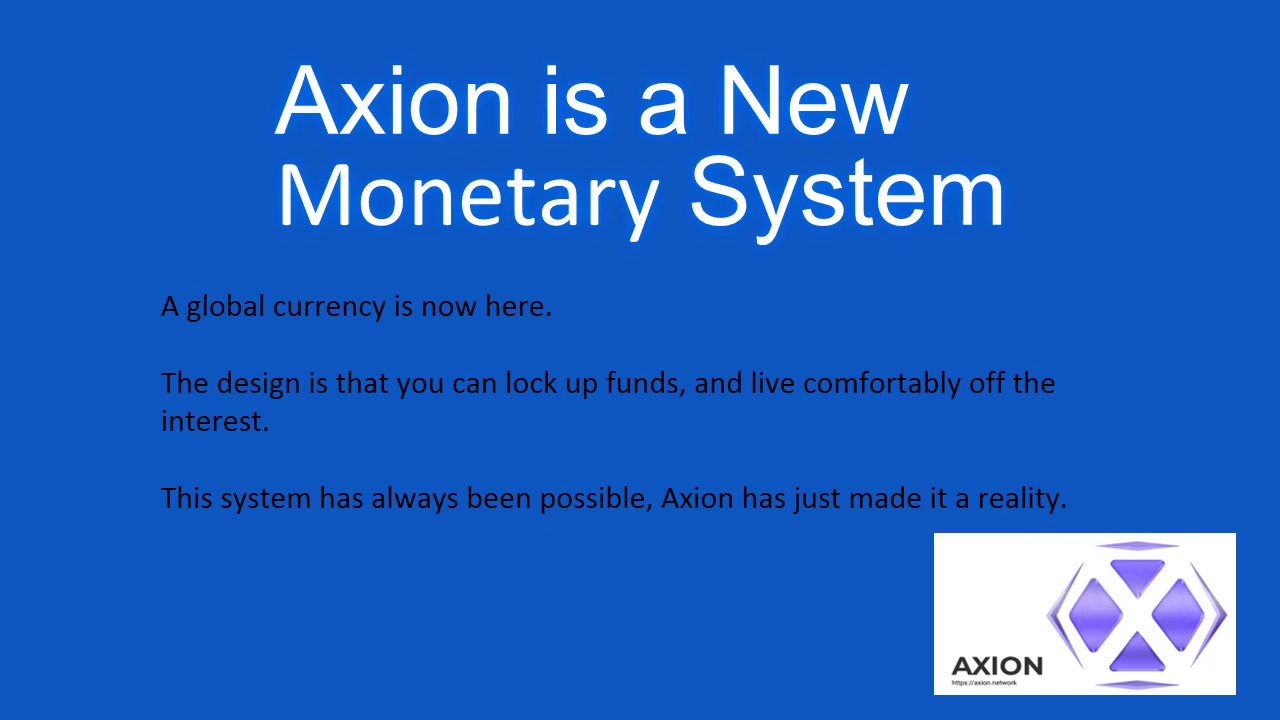 Axion is a New
Monetary System
A global currency is now here.
The design is that you can lock up funds, and live comfortably off the
interest.
This system has always been possible, Axion has just made it a reality.
AXION
https://axion.network